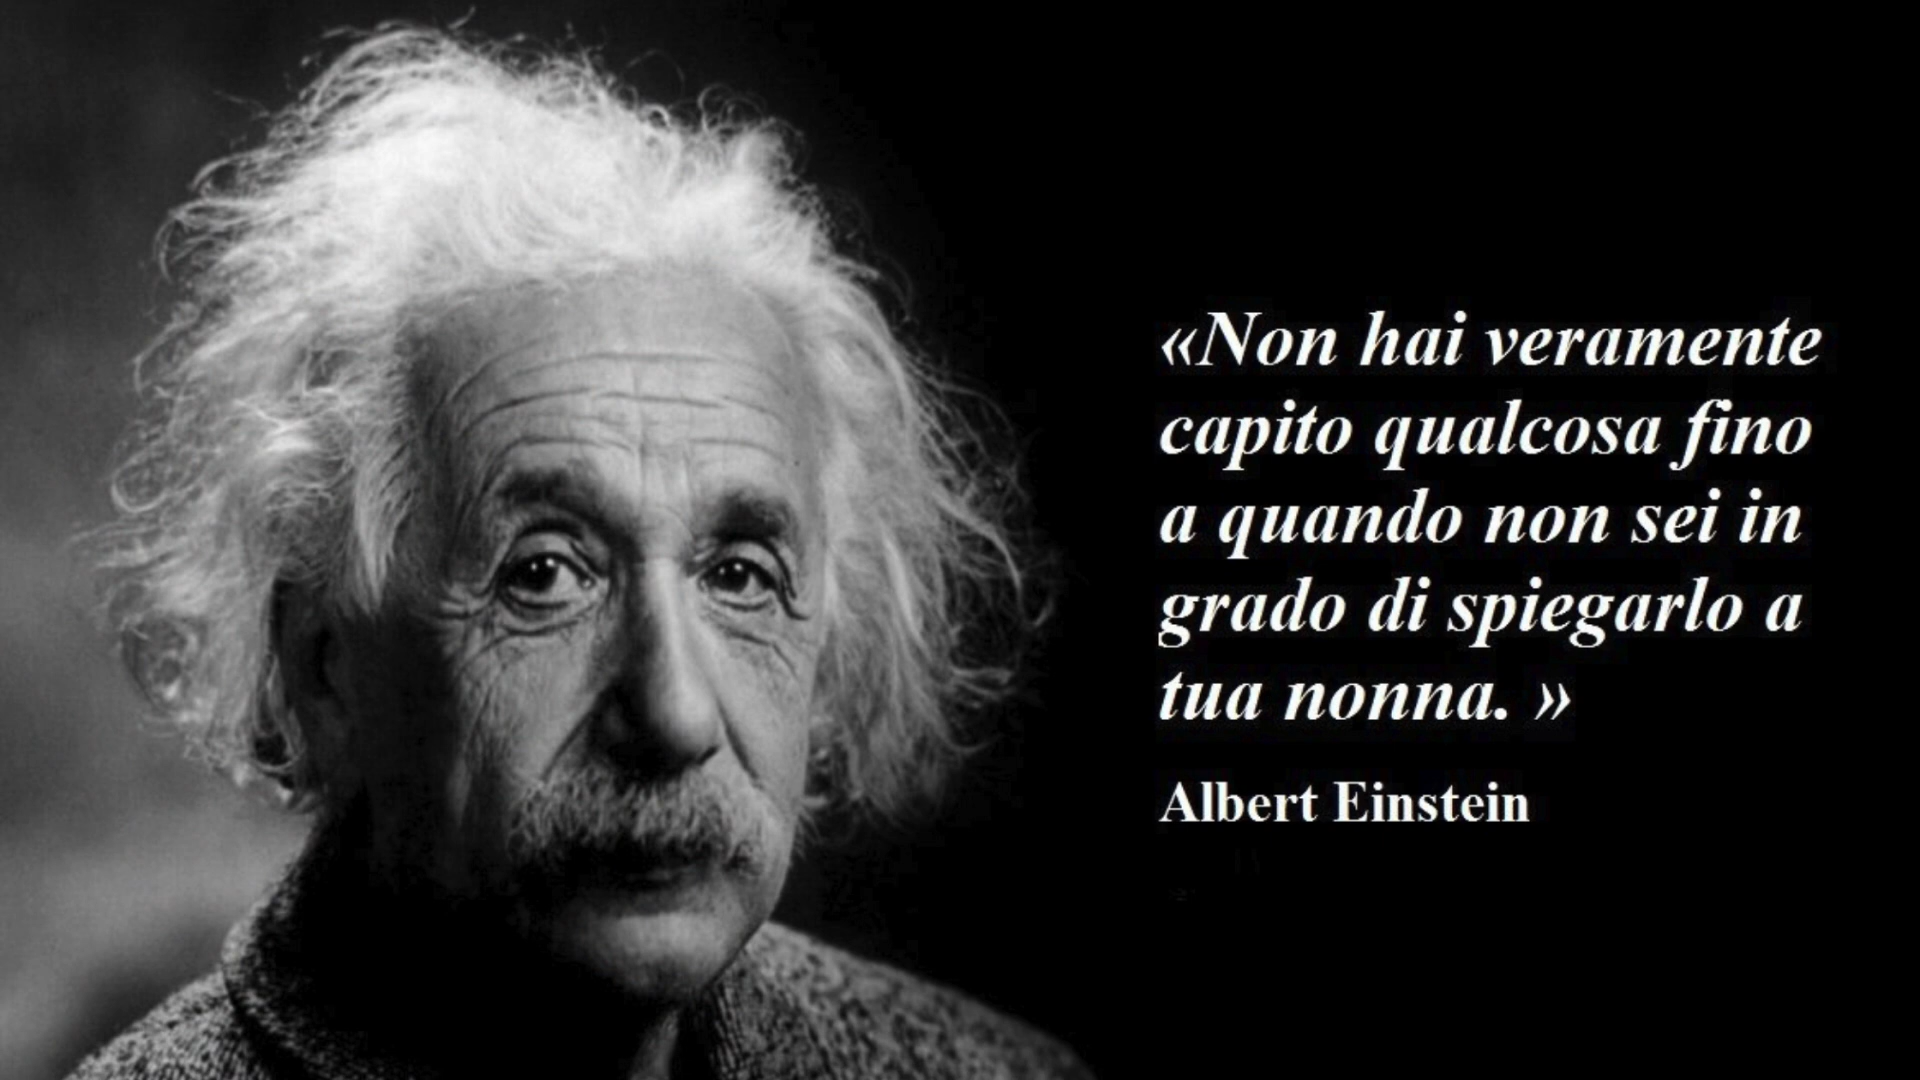 «Non hai veramente
capito qualcosa fino
a quando non sei in
grado di spiegarlo a
tua nonna. »
Albert Einstein